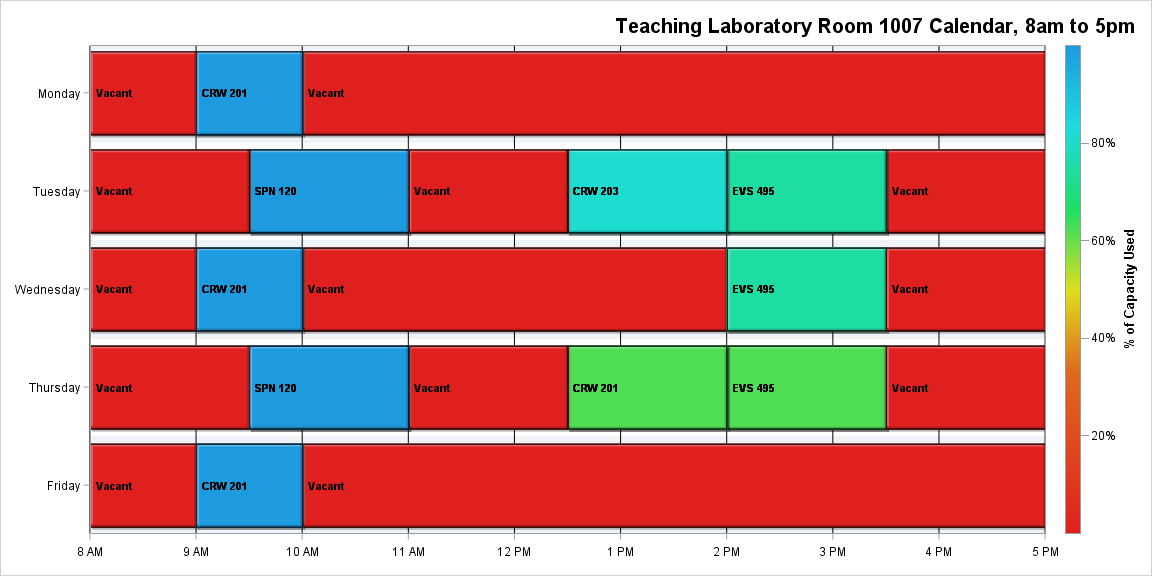 Teaching Laboratory Room 1007 Calendar, 8am to 5pm
Monday
Vacant
CRW 201
Vacant
Tuesday
Vacant
SPN 120
Vacant
CRW 203
EVS 495
Vacant
Wednesday
Vacant
CRW 201
Vacant
EVS 495
Vacant
Thursday
Vacant
SPN 120
Vacant
CRW 201
EVS 495
Vacant
Friday
Vacant
CRW 201
Vacant
8 AM
9 AM
10 AM
11 AM
12 PM
1 PM
2 PM
3 PM
4 PM
5 PM
80%
60%
40%
20%
% of Capacity Used